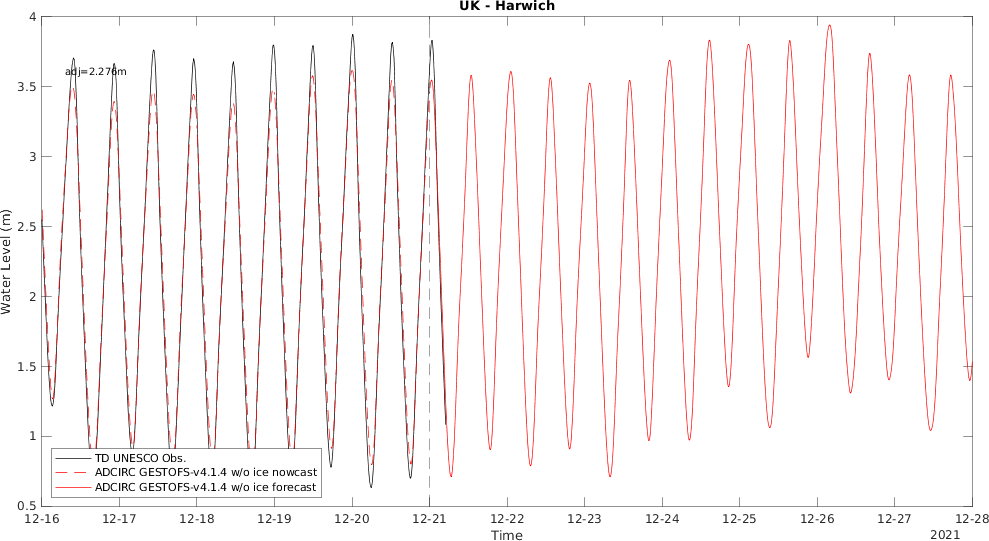 UK - Harwich
4
adj=2.276m
3.5
3
2.5
2
1.5
1
0.5
Water Level (m)
TD UNESCO Obs.
ADCIRC GESTOFS-v4.1.4 w/o ice nowcast
ADCIRC GESTOFS-v4.1.4 w/o ice forecast
12-16 12-17 12-18 12-19 12-20 12-21 12-22 12-23 12-24 12-25 12-26 12-27 12-28
Time
2021